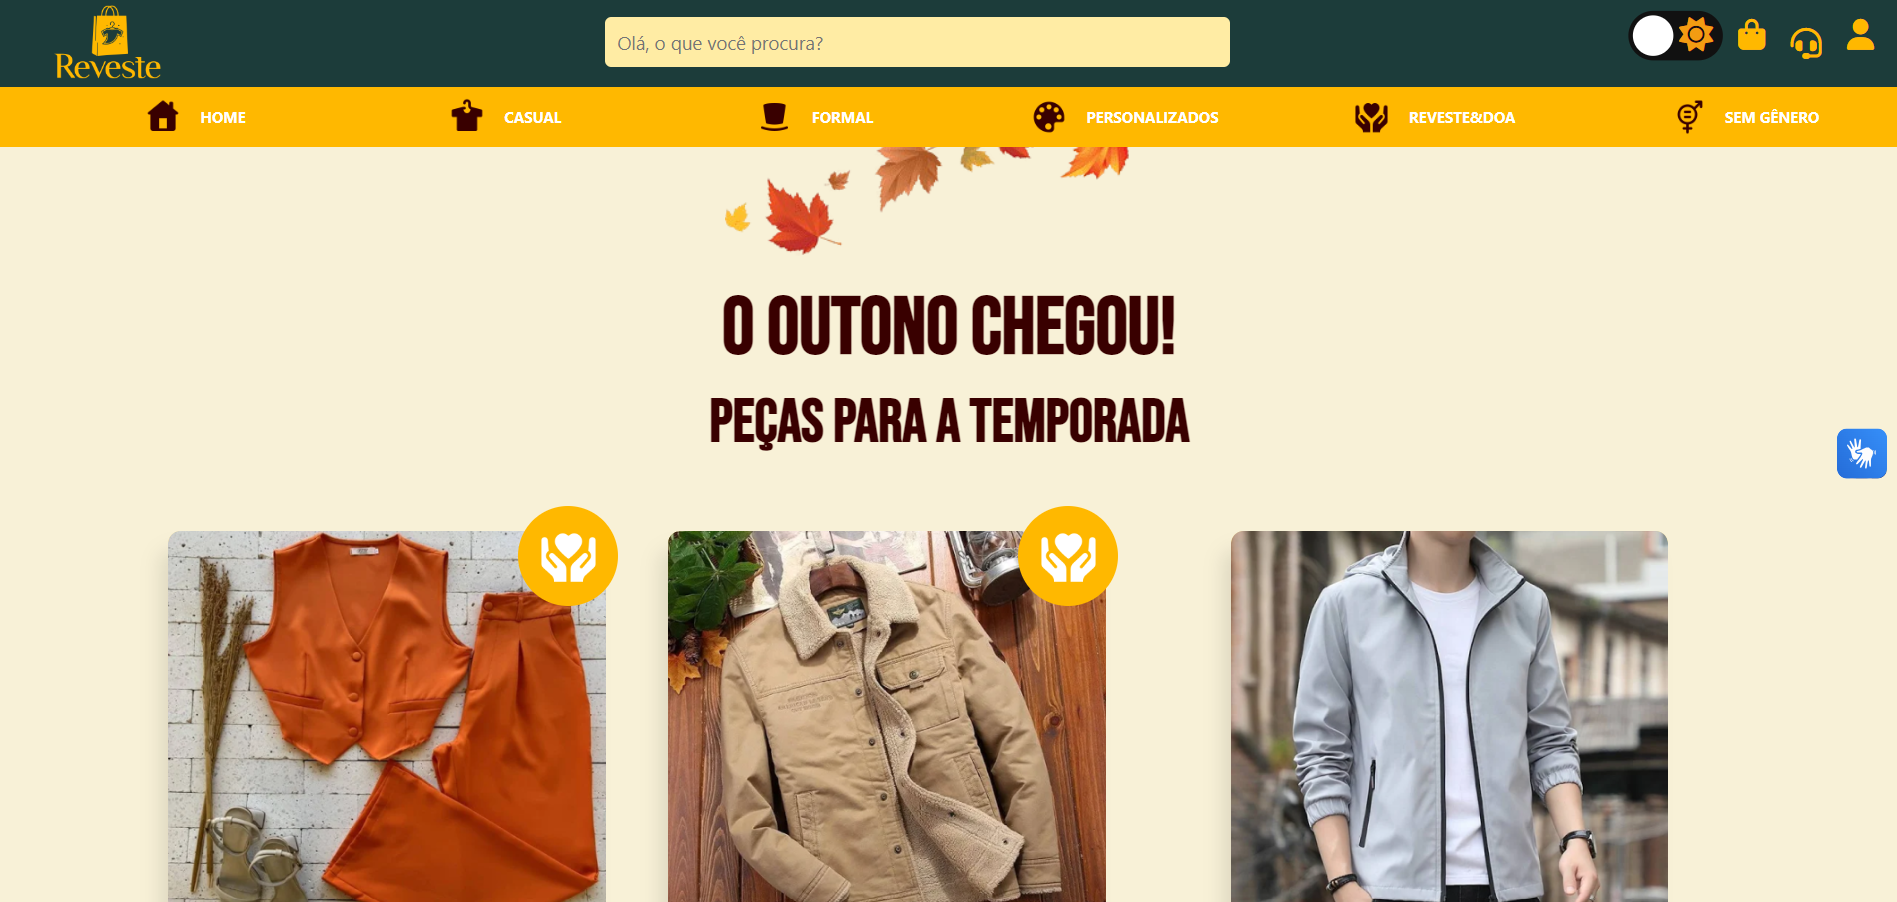 Reveste
Olá, o que você procura?
HOME
CASUAL
FORMAL
PERSONALIZADOS
REVESTE&DOA
SEM GÊNERO
O OUTONO CHEGOU!
PEÇAS PARA A TEMPORADA